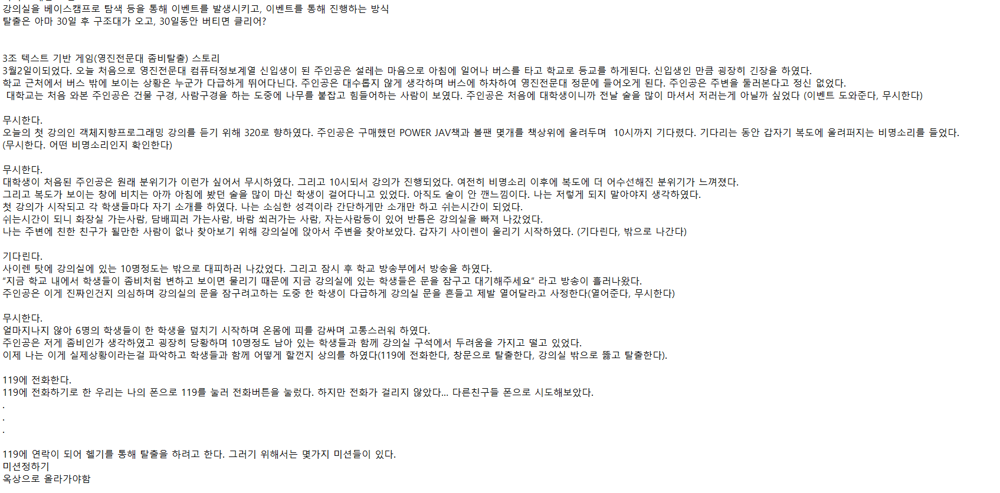 강의실을 베이스캠프로 탐색 등을 통해 이벤트를 발생시키고, 이벤트를 통해 진행하는 방식
탈출은 아마 30일 후 구조대가 오고, 30일동안 버티면 클리어?
3조 텍스트 기반 게임(영진전문대 좀비탈출) 스토리
3월2일이되었다. 오늘 처음으로 영진전문대 컴퓨터정보계열 신입생이 된 주인공은 설레는 마음으로 아침에 일어나 버스를 타고 학교로 등교를 하게된다. 신입생인 만큼 굉장히 긴장을 하였다.
학교 근처에서 버스 밖에 보이는 상황은 누군가 다급하게 뛰어다닌다. 주인공은 대수롭지 않게 생각하며 버스에 하차하여 영진전문대 정문에 들어오게 된다. 주인공은 주변을 둘러본다고 정신 없었다.
대학교는 처음 와본 주인공은 건물 구경, 사람구경을 하는 도중에 나무를 붙잡고 힘들어하는 사람이 보였다. 주인공은 처음에 대학생이니까 전날 술을 많이 마셔서 저러는게 아닐까 싶었다 (이벤트 도와준다, 무시한다)
무시한다.
오늘의 첫 강의인 객체지향프로그래밍 강의를 듣기 위해 320로 향하였다. 주인공은 구매했던 POWER JAV책과 볼팬 몇개를 책상위에 올려두며  10시까지 기다렸다. 기다리는 동안 갑자기 복도에 울려퍼지는 비명소리를 들었다.
(무시한다. 어떤 비명소리인지 확인한다)
무시한다.
대학생이 처음된 주인공은 원래 분위기가 이런가 싶어서 무시하였다. 그리고 10시되서 강의가 진행되었다. 여전히 비명소리 이후에 복도에 더 어수선해진 분위기가 느껴졌다.
그리고 복도가 보이는 창에 비치는 아까 아침에 봤던 술을 많이 마신 학생이 걸어다니고 있었다. 아직도 술이 안 깬느낌이다. 나는 저렇게 되지 말아야지 생각하였다.
첫 강의가 시작되고 각 학생들마다 자기 소개를 하였다. 나는 소심한 성격이라 간단하게만 소개만 하고 쉬는시간이 되었다.
쉬는시간이 되니 화장실 가는사람, 담배피러 가는사람, 바람 쐬러가는 사람, 자는사람등이 있어 반틈은 강의실을 빠져 나갔었다.
나는 주변에 친한 친구가 될만한 사람이 없나 찾아보기 위해 강의실에 앉아서 주변을 찾아보았다. 갑자기 사이렌이 울리기 시작하였다. (기다린다, 밖으로 나간다)
기다린다.
사이렌 탓에 강의실에 있는 10명정도는 밖으로 대피하러 나갔었다. 그리고 잠시 후 학교 방송부에서 방송을 하였다.
“지금 학교 내에서 학생들이 좀비처럼 변하고 보이면 물리기 때문에 지금 강의실에 있는 학생들은 문을 잠구고 대기해주세요” 라고 방송이 흘러나왔다.
주인공은 이게 진짜인건지 의심하며 강의실의 문을 잠구려고하는 도중 한 학생이 다급하게 강의실 문을 흔들고 제발 열어달라고 사정한다(열어준다, 무시한다)
무시한다.
얼마지나지 않아 6명의 학생들이 한 학생을 덮치기 시작하며 온몸에 피를 감싸며 고통스러워 하였다.
주인공은 저게 좀비인가 생각하였고 굉장히 당황하며 10명정도 남아 있는 학생들과 함께 강의실 구석에서 두려움을 가지고 떨고 있었다.
이제 나는 이게 실제상황이라는걸 파악하고 학생들과 함께 어떻게 할껀지 상의를 하였다(119에 전화한다, 창문으로 탈출한다, 강의실 밖으로 뚫고 탈출한다).
119에 전화한다.
119에 전화하기로 한 우리는 나의 폰으로 119를 눌러 전화버튼을 눌렀다. 하지만 전화가 걸리지 않았다... 다른친구들 폰으로 시도해보았다.
.
.
.
119에 연락이 되어 헬기를 통해 탈출을 하려고 한다. 그러기 위해서는 몇가지 미션들이 있다.
미션정하기
옥상으로 올라가야함